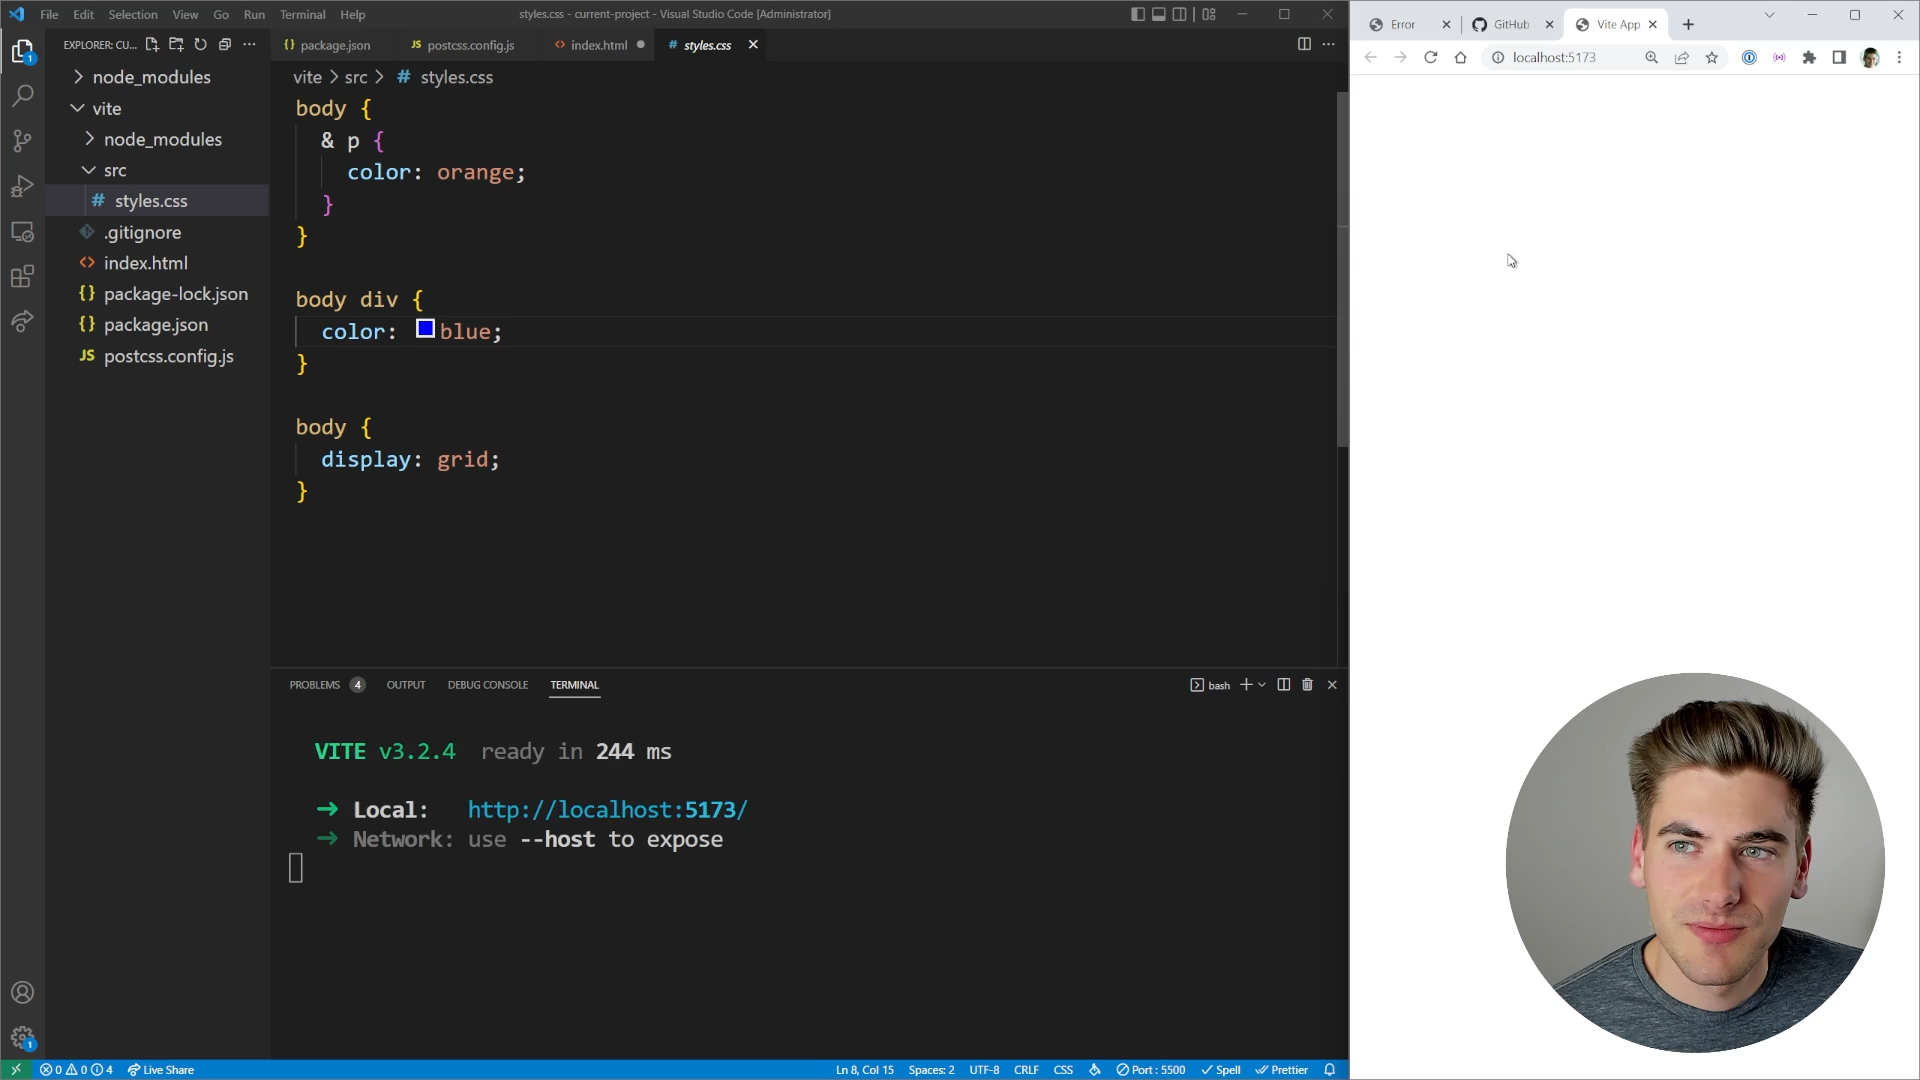 File Edit Selection View Go Run Terminal Help
styles.css - current-project - Visual Studio Code [Administrator]
Error
GitHub
Vite App
localhost:5173
EXPLORER: CU...
package.json
postcss.config.js
index.html
styles.css
vite > src > # styles.css
node_modules
vite
node_modules
src
styles.css
.gitignore
index.html
package-lock.json
package.json
postcss.config.js
body {
& p {
color: orange;
}
}
body div {
color: blue;
}
body {
display: grid;
}
PROBLEMS 4 OUTPUT DEBUG CONSOLE TERMINAL
bash
VITE v3.2.4 ready in 244 ms
➜ Local: http://localhost:5173/
➜ Network: use --host to expose
0 0 4 Live Share
Ln 8, Col 15 Spaces: 2 UTF-8 CRLF CSS Port : 5500 Spell Prettier